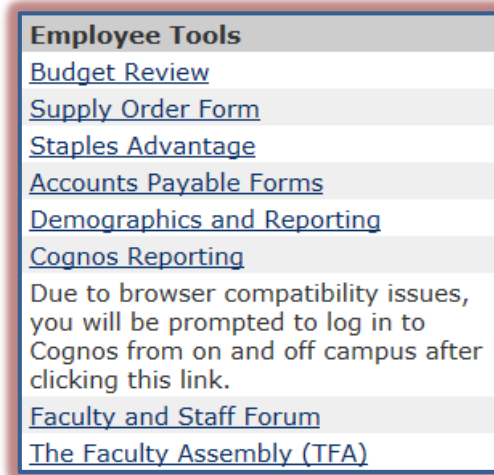 Employee Tools
Budget Review
Supply Order Form
Staples Advantage
Accounts Payable Forms
Demographics and Reporting
Cognos Reporting
Due to browser compatibility issues,
you will be prompted to log in to
Cognos from on and off campus after
clicking this link.
Faculty and Staff Forum
The Faculty Assembly (TFA)